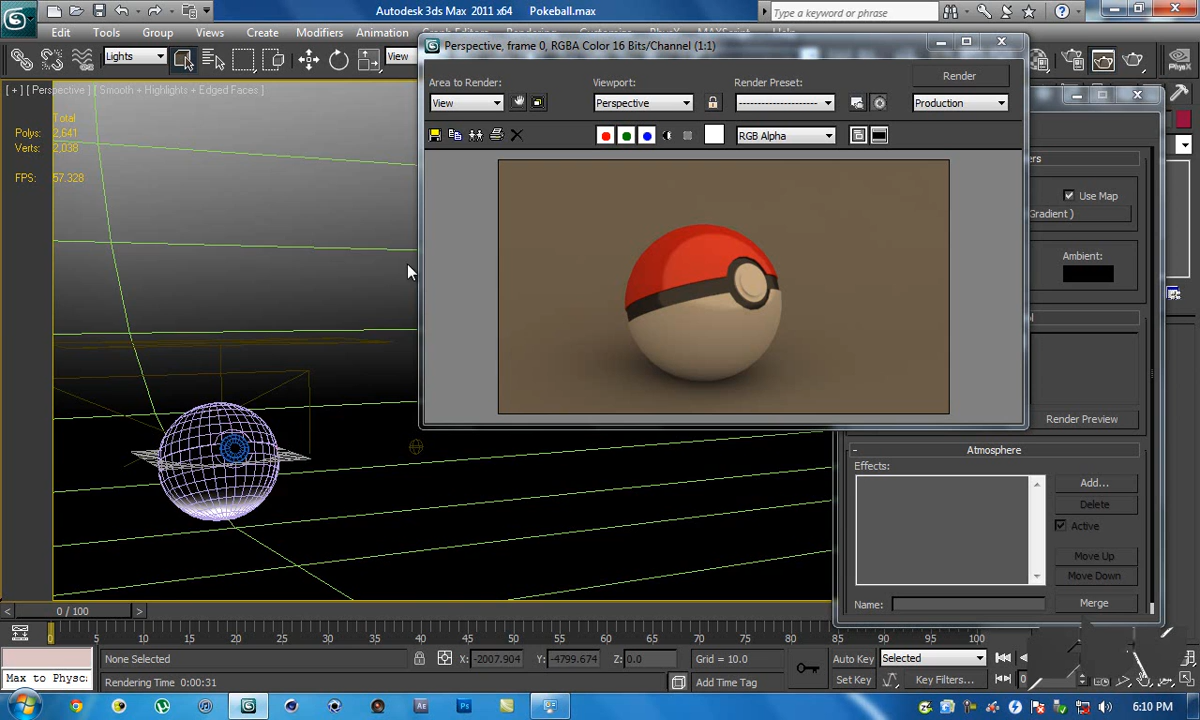 Autodesk 3ds Max 2011 x64 Pokeball.max
Type a keyword or phrase
Edit Tools Group Views Create Modifiers Animation
Lights
View
[ + ] [ Perspective ] [ Smooth + Highlights + Edged Faces ]
Total
Polys: 2,641
Verts: 2,038
FPS: 57.328
Perspective, frame 0, RGBA Color 16 Bits/Channel (1:1)
Area to Render:
View
Viewport:
Perspective
Render Preset:
--------------------
Render
Production
RGB Alpha
Use Map
Gradient )
Ambient:
Render Preview
- Atmosphere
Effects:
Add...
Delete
Active
Move Up
Move Down
Name:
Merge
< 0 / 100 >
0 5 10 15 20 25 30 35 40 45 50 55 60 65 70 75 80 85 90 95 100
None Selected
X: -2007.904 Y: -4799.674 Z: 0.0
Grid = 10.0
Auto Key
Selected
Max to Physc
Rendering Time 0:00:31
Add Time Tag
Set Key
Key Filters...
0
Ae
Ps
6:10 PM